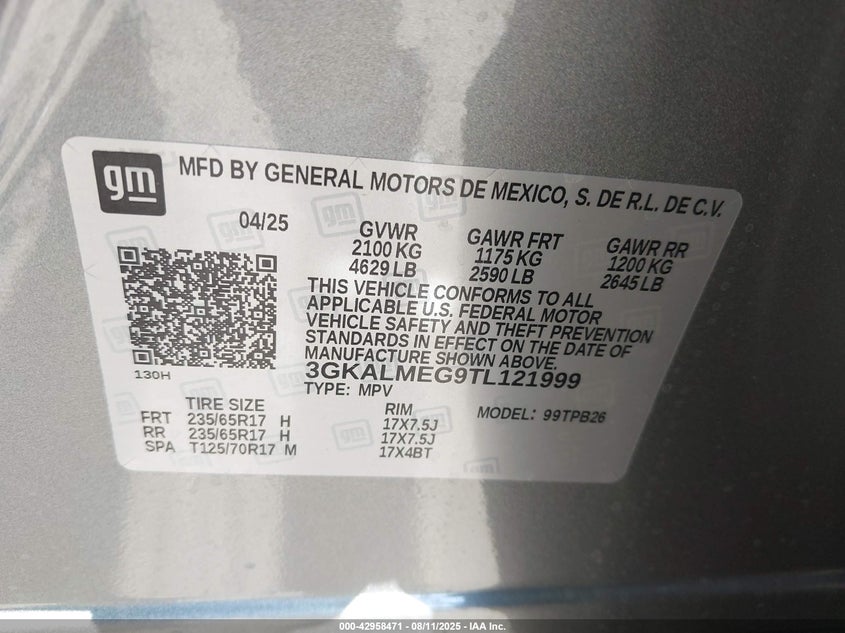 gm
MFD BY GENERAL MOTORS DE MEXICO, S. DE R.L. DE C.V.
04/25
GVWR GAWR FRT GAWR RR
2100 KG 1175 KG 1200 KG
4629 LB 2590 LB 2645 LB
THIS VEHICLE CONFORMS TO ALL
APPLICABLE U.S. FEDERAL MOTOR
VEHICLE SAFETY AND THEFT PREVENTION
STANDARDS IN EFFECT ON THE DATE OF
MANUFACTURE SHOWN ABOVE.
130H
3GKALMEG9TL121999
TYPE: MPV
TIRE SIZE RIM MODEL: 99TPB26
FRT 235/65R17 H 17X7.5J
RR 235/65R17 H 17X7.5J
SPA T125/70R17 M 17X4BT
000-42958471 - 08/11/2025 - IAA Inc.